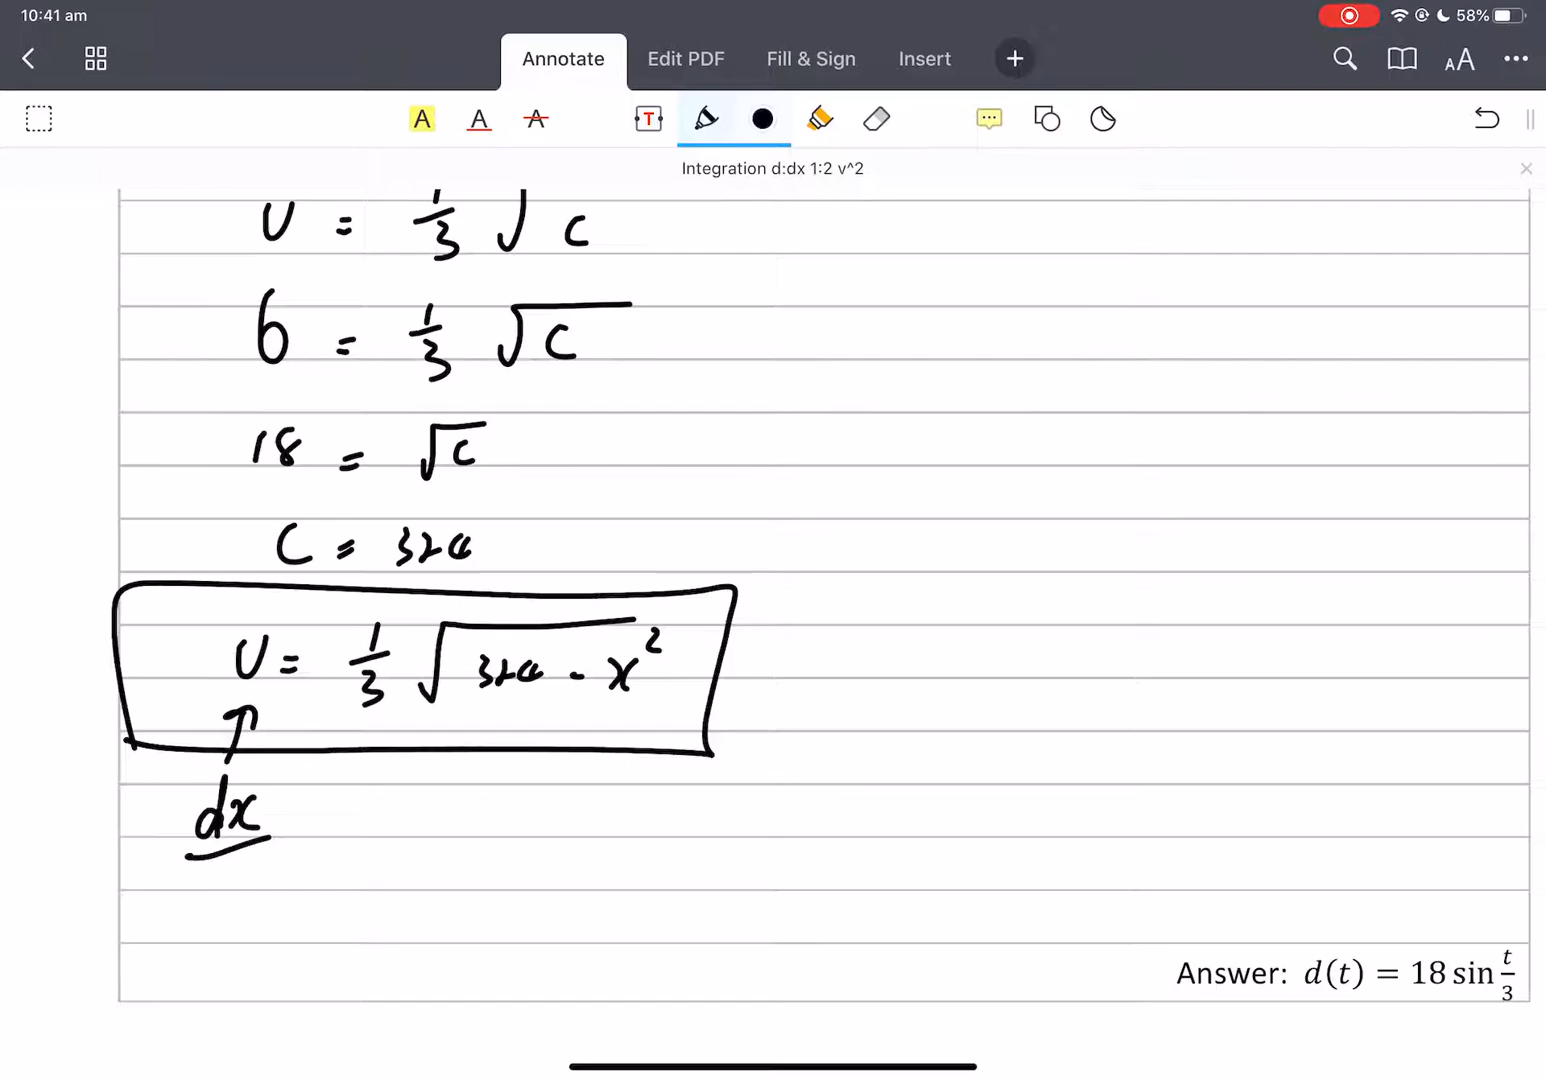 10:41 am
58%
Annotate Edit PDF Fill & Sign Insert +
AA
A A A T
Integration d:dx 1:2 v^2
v = 1/3 √c
6 = 1/3 √c
18 = √c
C = 324
v = 1/3 √(324 - x²)
dx
Answer: d(t) = 18 sin t/3